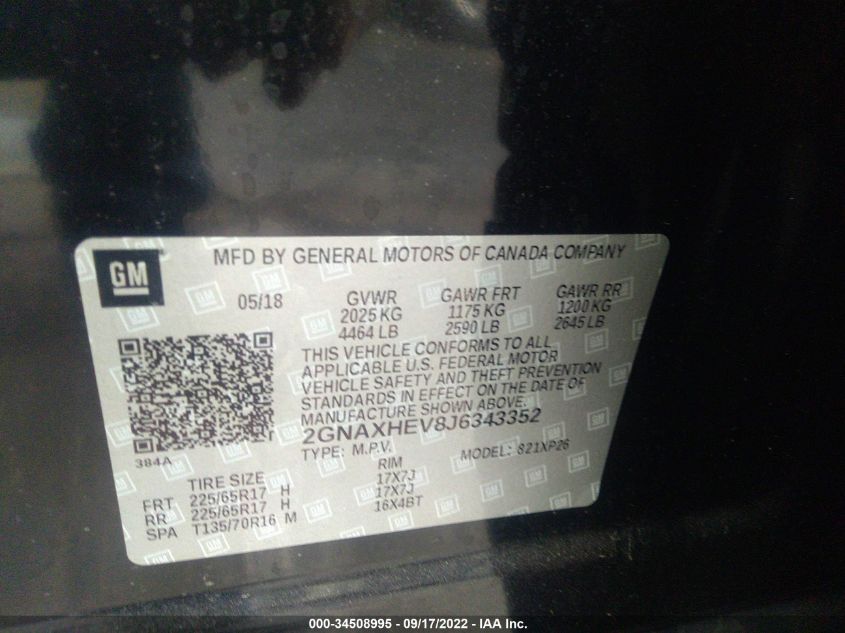 GM
MFD BY GENERAL MOTORS OF CANADA COMPANY
05/18 GVWR GAWR FRT GAWR RR
2025 KG 1175 KG 1200 KG
4464 LB 2590 LB 2645 LB
THIS VEHICLE CONFORMS TO ALL
APPLICABLE U.S. FEDERAL MOTOR
VEHICLE SAFETY AND THEFT PREVENTION
STANDARDS IN EFFECT ON THE DATE OF
MANUFACTURE SHOWN ABOVE.
2GNAXHEV8J6343352
TYPE: M.P.V. MODEL: 821XP26
384A
TIRE SIZE RIM
FRT 225/65R17 H 17X7J
RR 225/65R17 H 17X7J
SPA T135/70R16 M 16X4BT
000-34508995 - 09/17/2022 - IAA Inc.